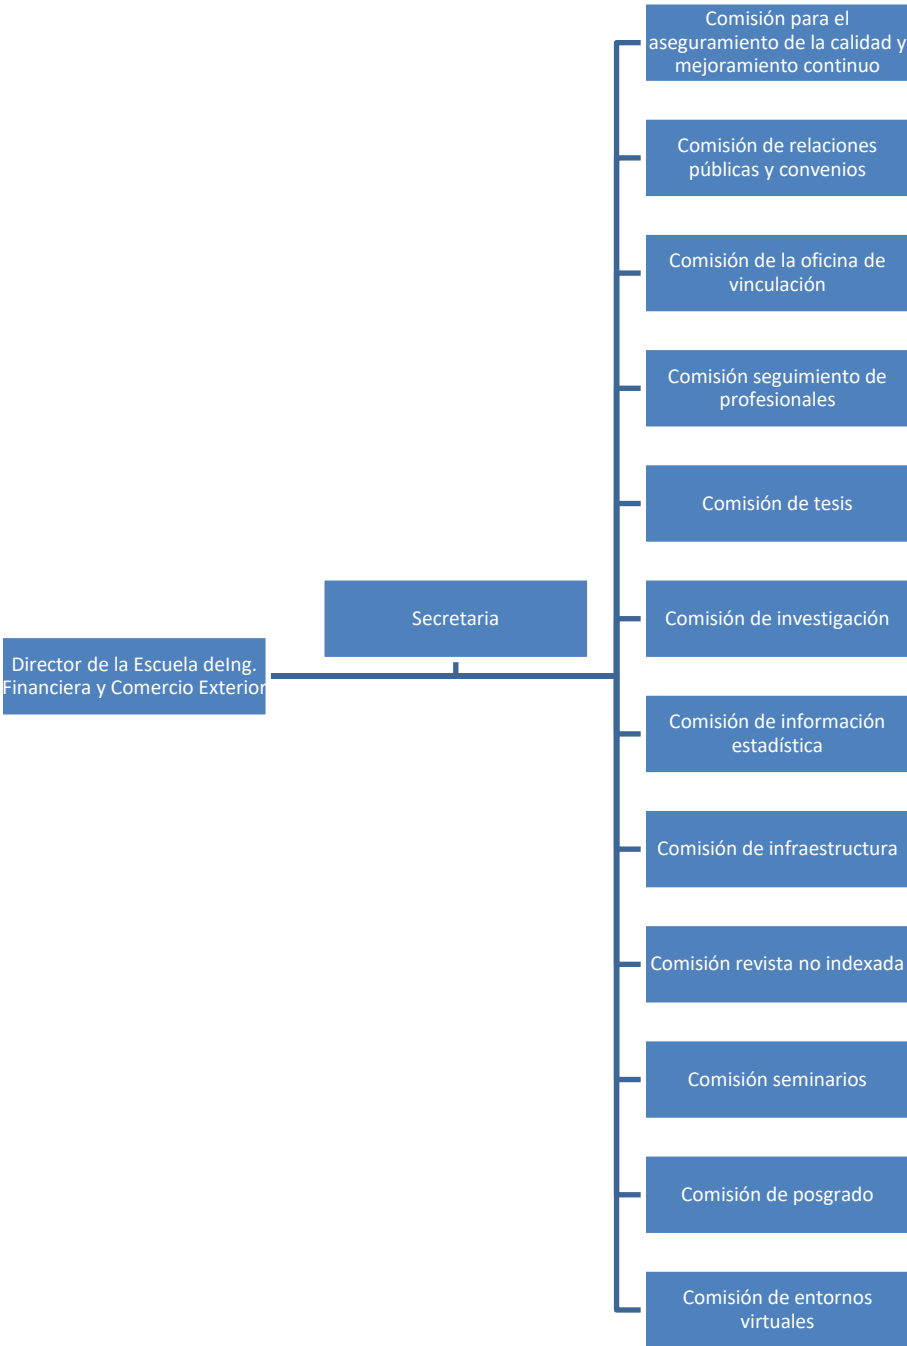 Director de la Escuela deIng.
Financiera y Comercio Exterior
Secretaria
Comisión para el
aseguramiento de la calidad y
mejoramiento continuo
Comisión de relaciones
públicas y convenios
Comisión de la oficina de
vinculación
Comisión seguimiento de
profesionales
Comisión de tesis
Comisión de investigación
Comisión de información
estadística
Comisión de infraestructura
Comisión revista no indexada
Comisión seminarios
Comisión de posgrado
Comisión de entornos
virtuales